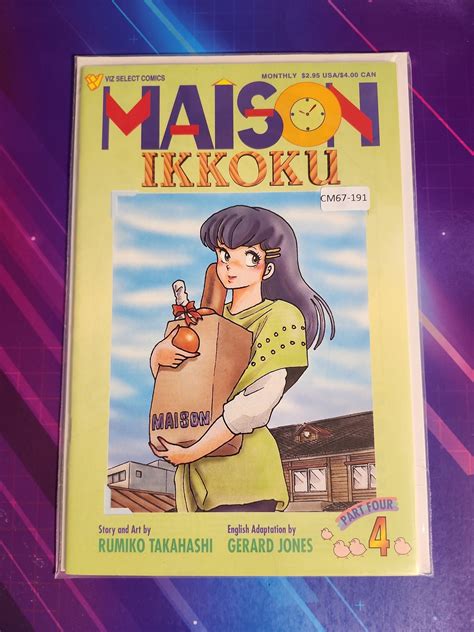 VIZ SELECT COMICS
MONTHLY $2.95 USA/$4.00 CAN
MAISON
IKKOKU
CM67-191
MAISON
Story and Art by
RUMIKO TAKAHASHI
English Adaptation by
GERARD JONES
PART FOUR
4